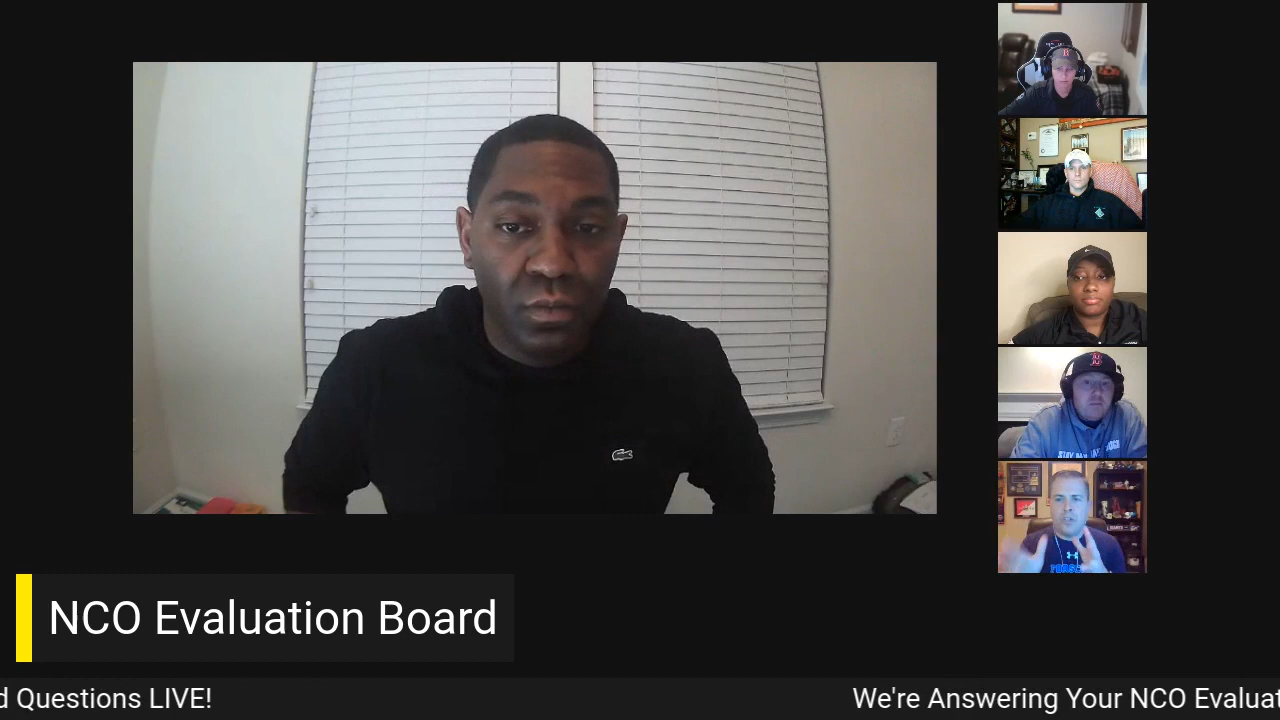 NCO Evaluation Board
d Questions LIVE!
We're Answering Your NCO Evaluat